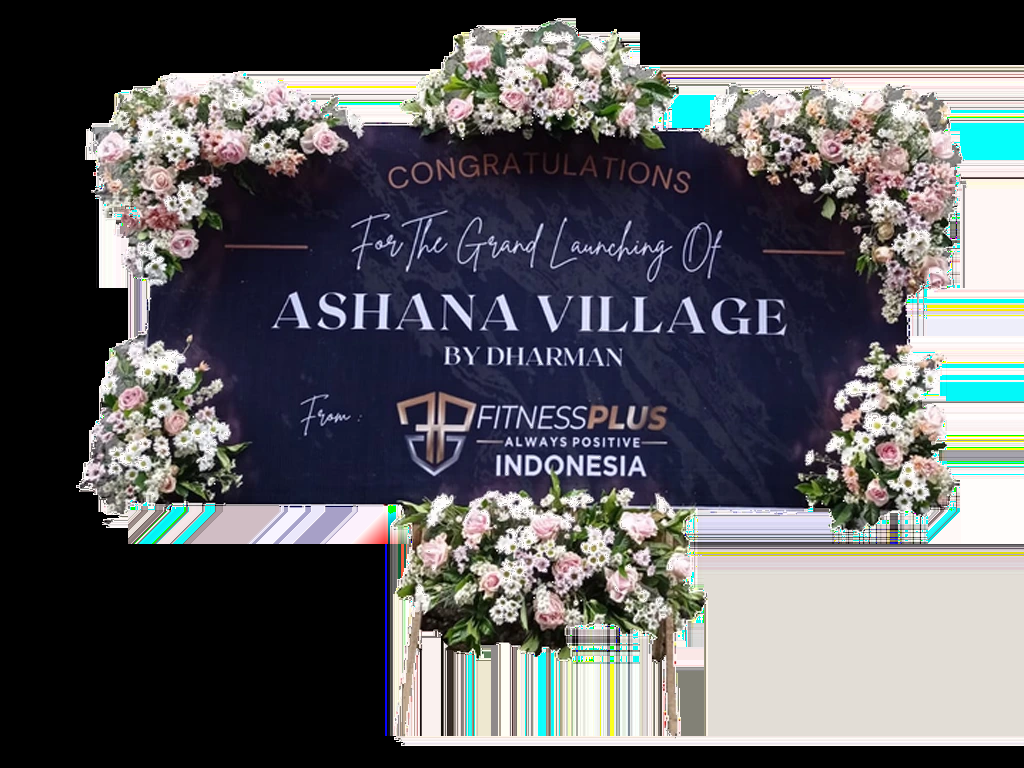 CONGRATULATIONS
For The Grand Launching Of
ASHANA VILLAGE
BY DHARMAN
From :
FITNESSPLUS
ALWAYS POSITIVE
INDONESIA